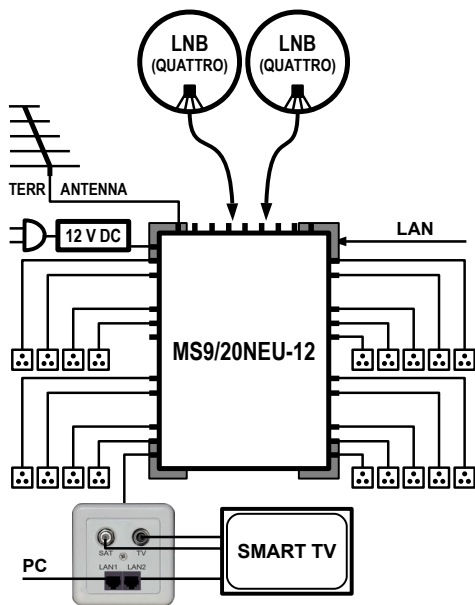 LNB
(QUATTRO)
LNB
(QUATTRO)
TERR ANTENNA
12 V DC
LAN
MS9/20NEU-12
SAT TV
LAN1 LAN2
PC
SMART TV